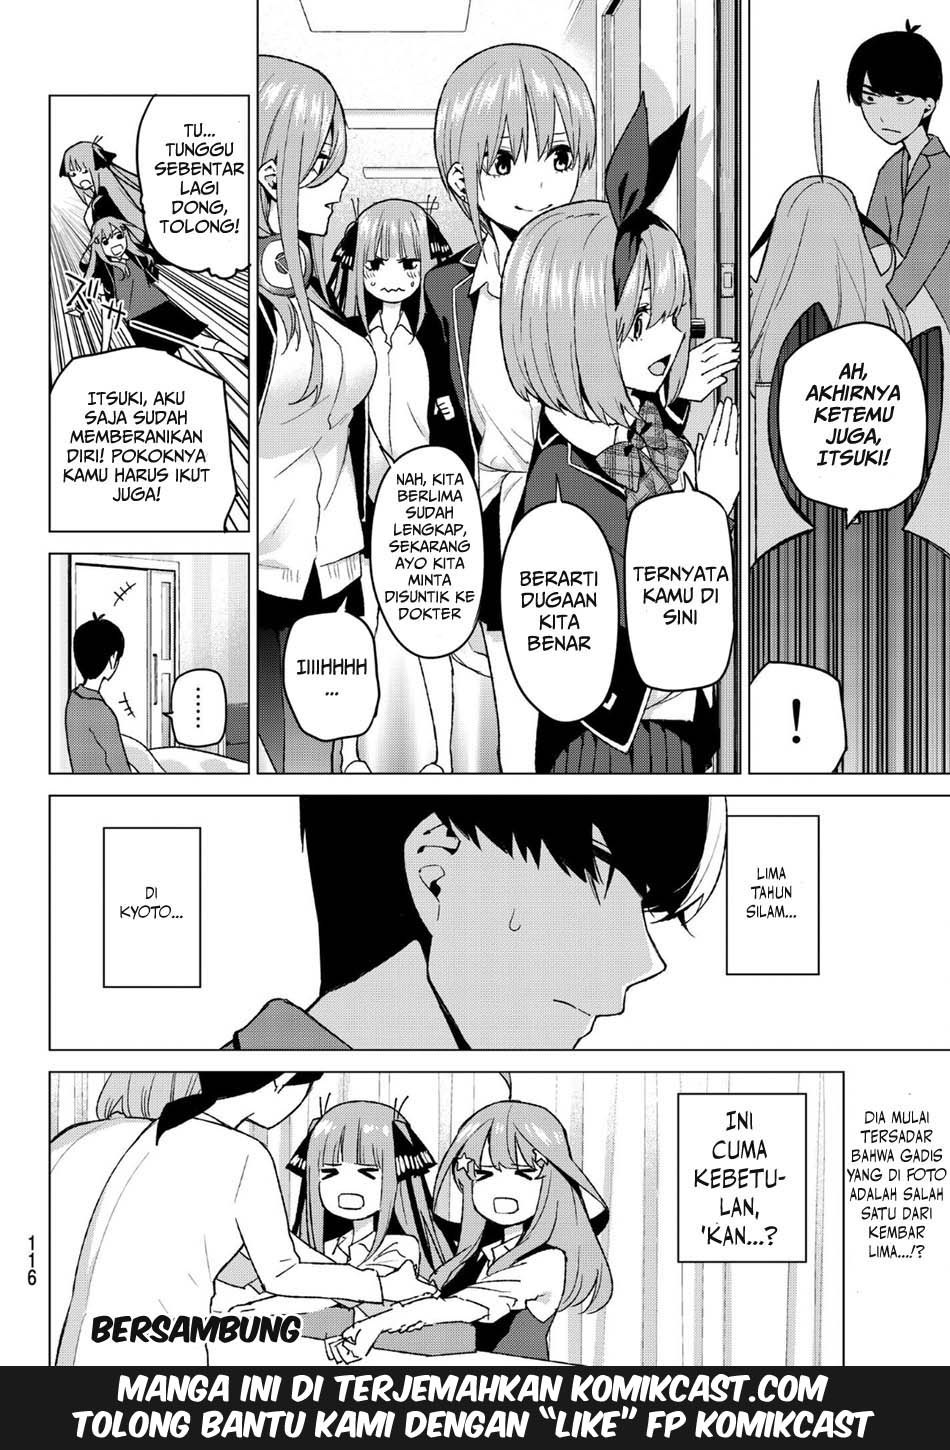 AH,
AKHIRNYA
KETEMU
JUGA,
ITSUKI!
!
TERNYATA
KAMU DI
SINI
BERARTI
DUGAAN
KITA
BENAR
NAH, KITA
BERLIMA
SUDAH
LENGKAP,
SEKARANG
AYO KITA
MINTA
DISUNTIK KE
DOKTER
IIIIHHHH
...
TU...
TUNGGU
SEBENTAR
LAGI
DONG,
TOLONG!
ITSUKI, AKU
SAJA SUDAH
MEMBERANIKAN
DIRI! POKOKNYA
KAMU HARUS IKUT
JUGA!
......
LIMA
TAHUN
SILAM...
DI
KYOTO...
INI
CUMA
KEBETU-
LAN,
'KAN...?
DIA MULAI
TERSADAR
BAHWA GADIS
YANG DI FOTO
ADALAH SALAH
SATU DARI
KEMBAR
LIMA...!?
116
BERSAMBUNG
MANGA INI DI TERJEMAHKAN KOMIKCAST.COM
TOLONG BANTU KAMI DENGAN "LIKE" FP KOMIKCAST